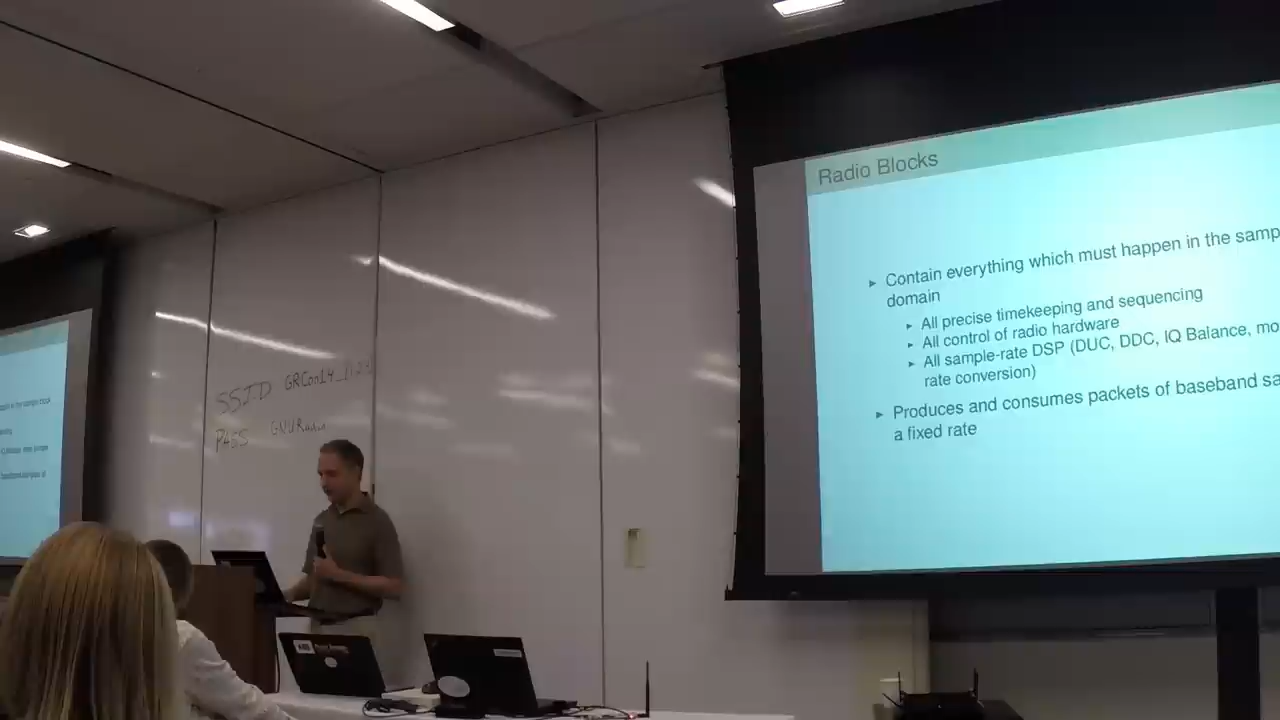 Radio Blocks
▸ Contain everything which must happen in the samp
domain
▸ All precise timekeeping and sequencing
▸ All control of radio hardware
▸ All sample-rate DSP (DUC, DDC, IQ Balance, mo
rate conversion)
▸ Produces and consumes packets of baseband sa
a fixed rate
SSID GRCon14_
PASS GNURadio